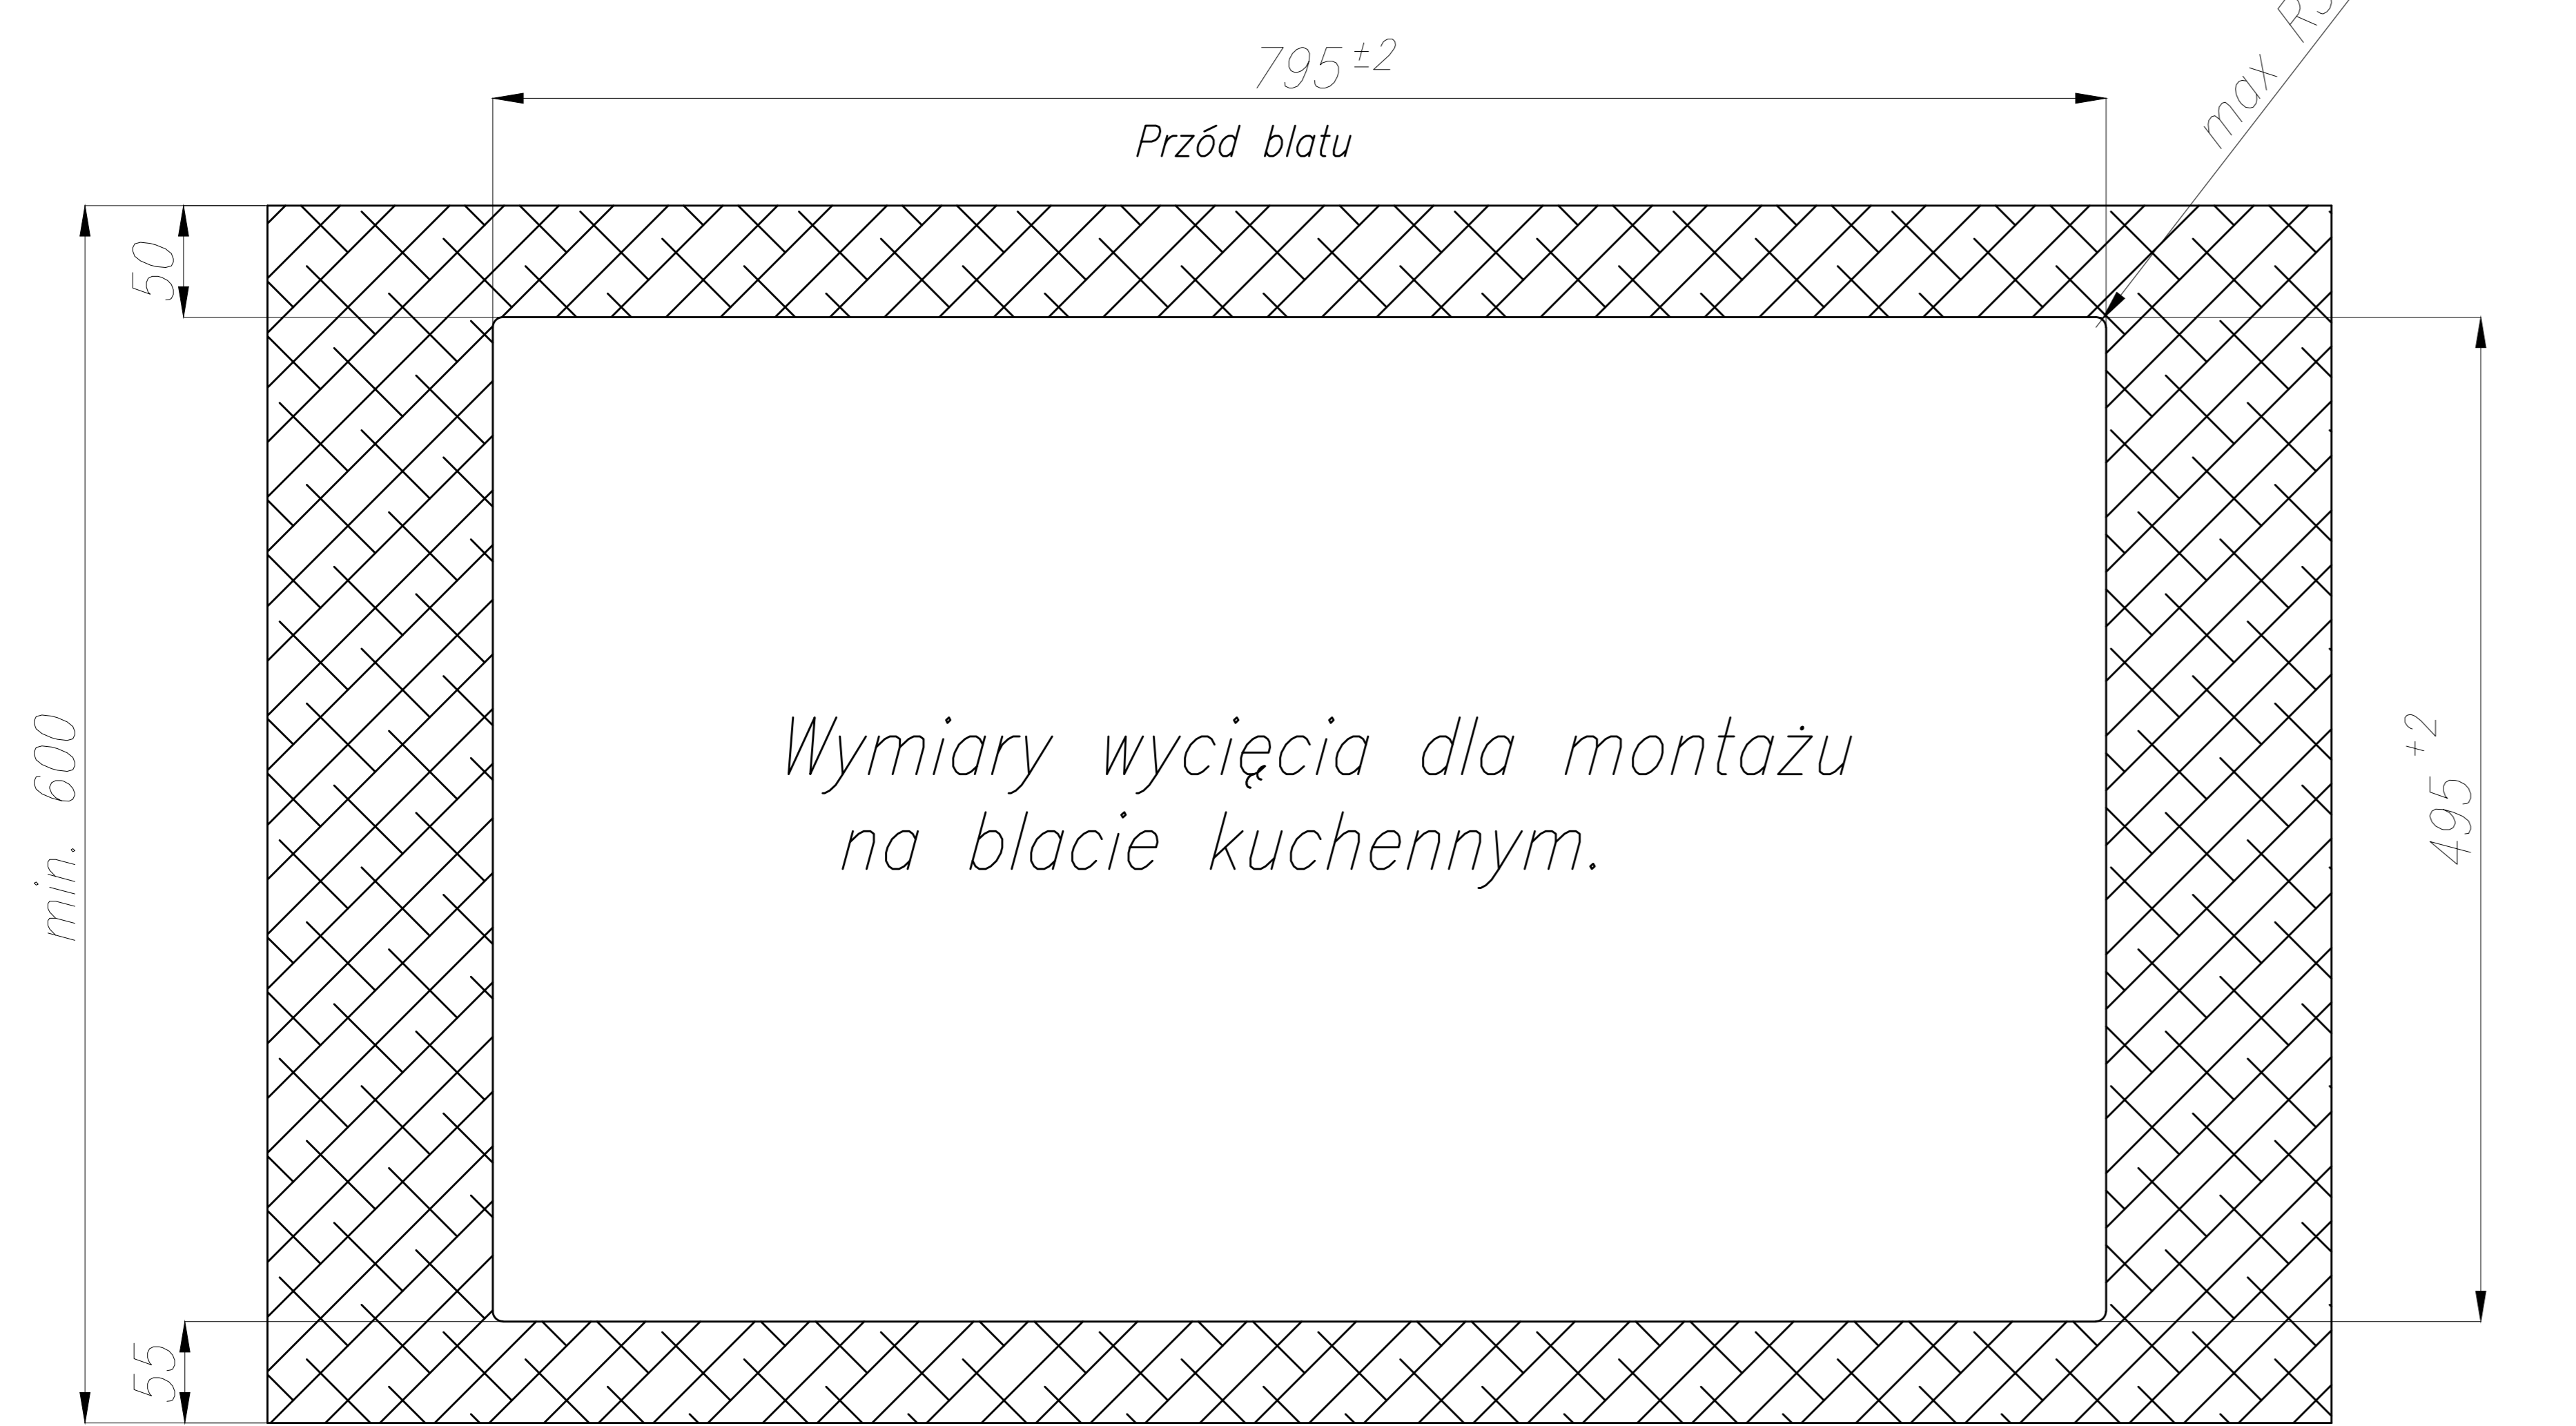 795±2
Przód blatu
max
50
min. 600
Wymiary wycięcia dla montażu
na blacie kuchennym.
495 +2
55